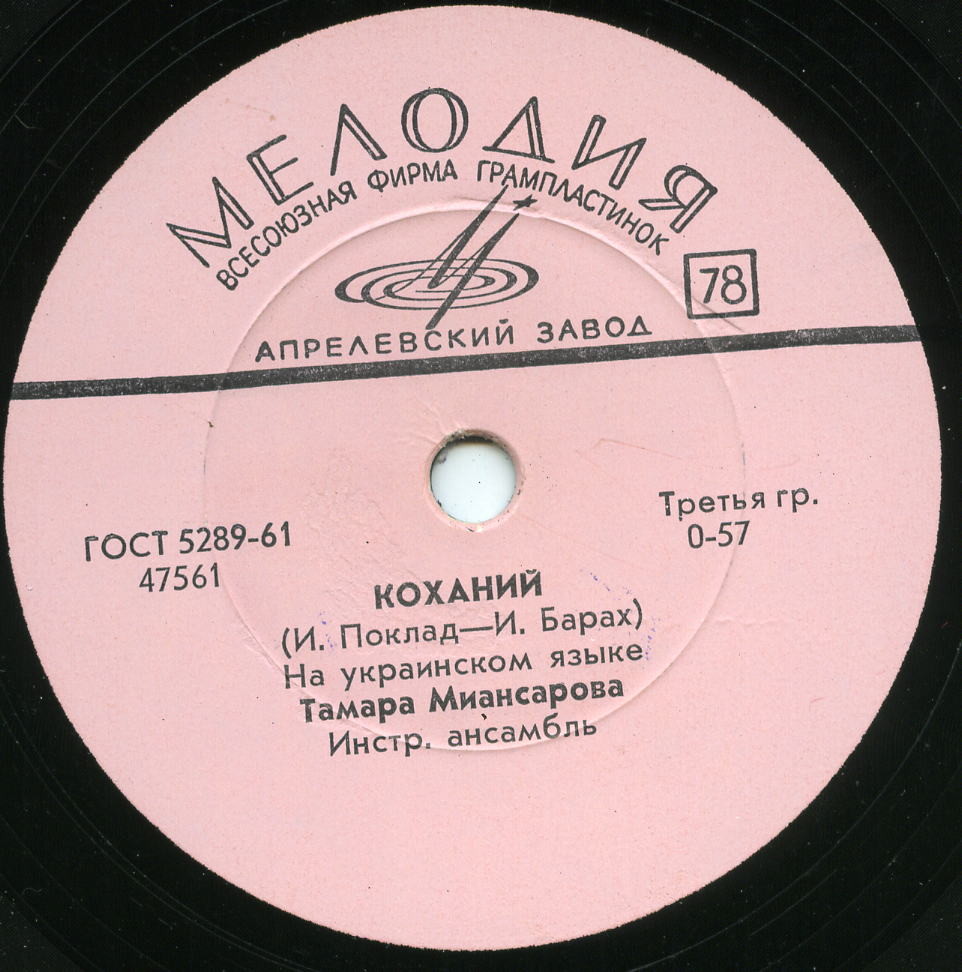 МЕЛОДИЯ
ВСЕСОЮЗНАЯ ФИРМА ГРАМПЛАСТИНОК
78
АПРЕЛЕВСКИЙ ЗАВОД
ГОСТ 5289-61
47561
Третья гр.
0-57
КОХАНИЙ
(И. Поклад—И. Барах)
На украинском языке
Тамара Миансарова
Инстр. ансамбль